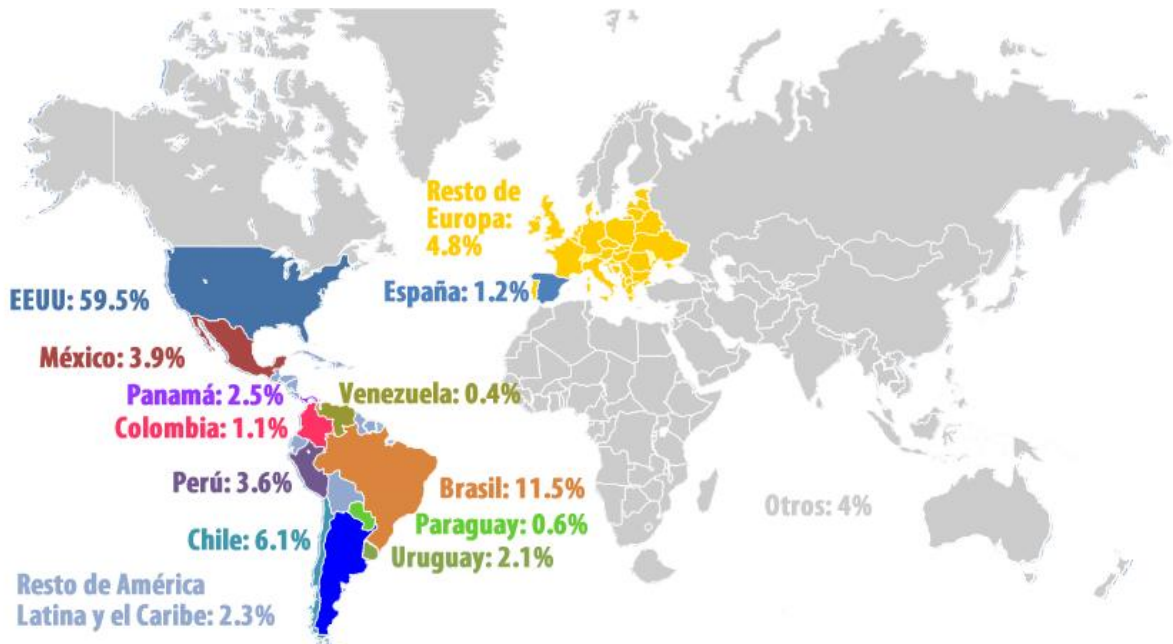 Resto de
Europa:
4.8%
EEUU: 59.5%
España: 1.2%
México: 3.9%
Panamá: 2.5%
Venezuela: 0.4%
Colombia: 1.1%
Perú: 3.6%
Brasil: 11.5%
Otros: 4%
Paraguay: 0.6%
Chile: 6.1%
Uruguay: 2.1%
Resto de América
Latina y el Caribe: 2.3%